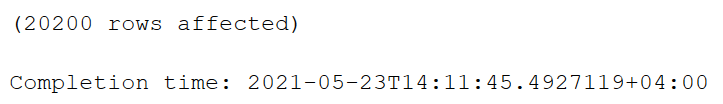 (20200 rows affected)
Completion time: 2021-05-23T14:11:45.4927119+04:00